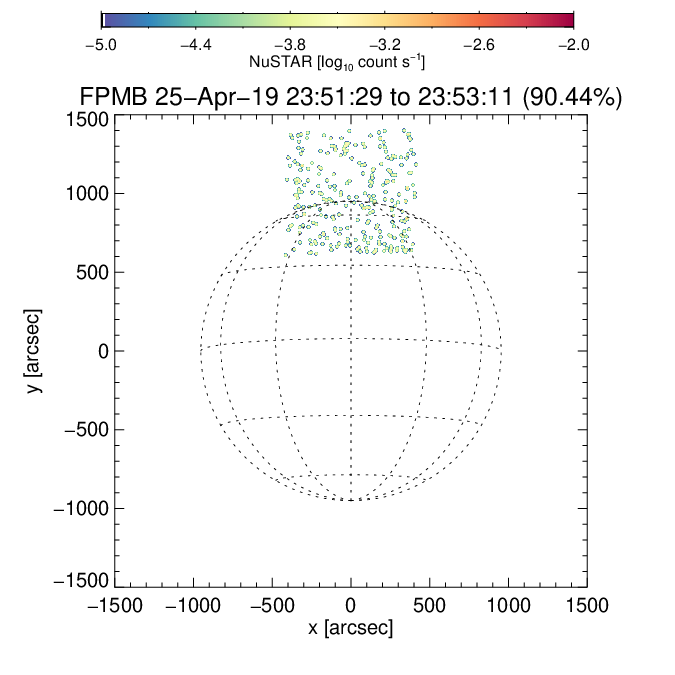 −5.0 −4.4 −3.8 −3.2 −2.6 −2.0
NuSTAR [log₁₀ count s⁻¹]
FPMB 25−Apr−19 23:51:29 to 23:53:11 (90.44%)
1500
1000
500
0
−500
−1000
−1500
y [arcsec]
−1500 −1000 −500 0 500 1000 1500
x [arcsec]